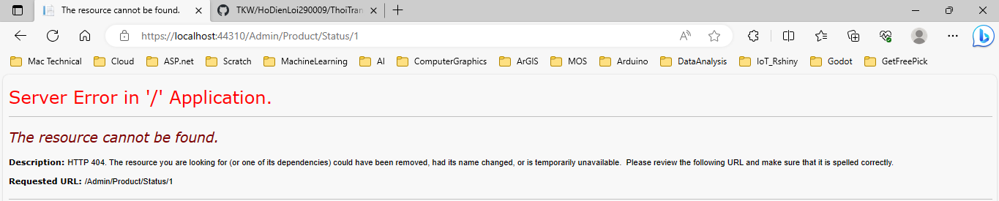 The resource cannot be found.
TKW/HoDienLoi290009/ThoiTran
https://localhost:44310/Admin/Product/Status/1
Mac Technical Cloud ASP.net Scratch MachineLearning AI ComputerGraphics ArGIS MOS Arduino DataAnalysis IoT_Rshiny Godot GetFreePick
Server Error in '/' Application.
The resource cannot be found.
Description: HTTP 404. The resource you are looking for (or one of its dependencies) could have been removed, had its name changed, or is temporarily unavailable.  Please review the following URL and make sure that it is spelled correctly.
Requested URL: /Admin/Product/Status/1